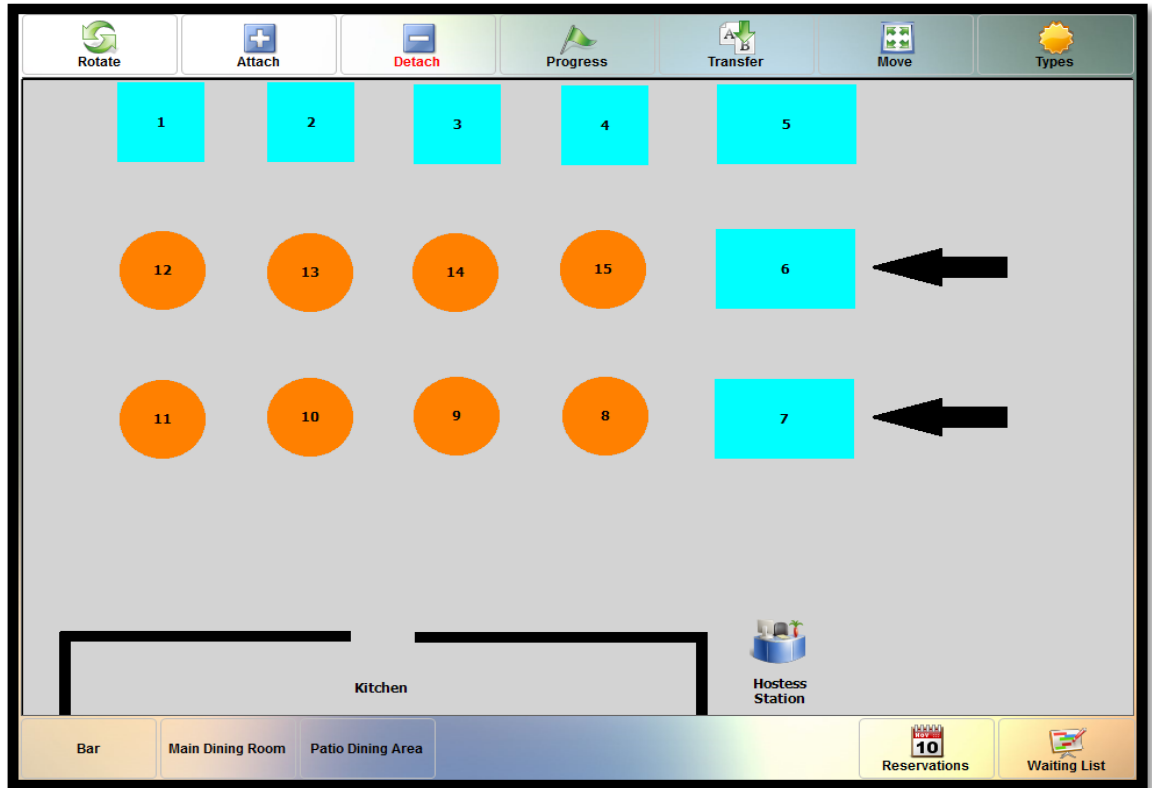 Rotate
Attach
Detach
Progress
A
B
Transfer
Move
Types
1
2
3
4
5
12
13
14
15
6
11
10
9
8
7
Kitchen
Hostess
Station
Bar
Main Dining Room
Patio Dining Area
NOV
10
Reservations
Waiting List